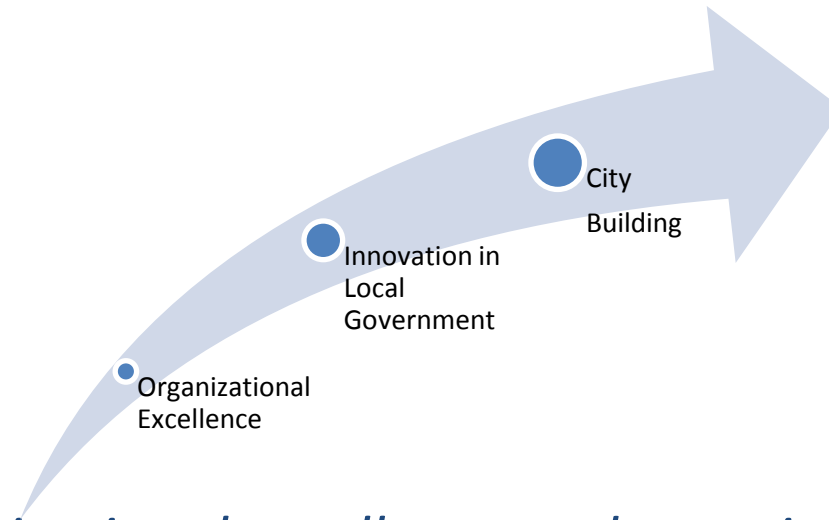 City
Building
Innovation in
Local
Government
Organizational
Excellence